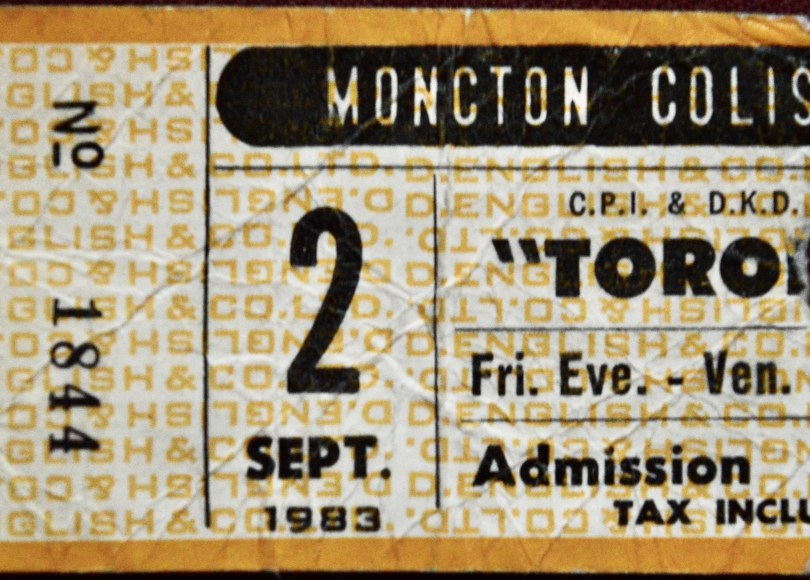 No 1844
MONCTON COLIS
2
SEPT.
1983
C.P.I. & D.K.D.
"TORO
Fri. Eve. - Ven.
Admission
TAX INCLU